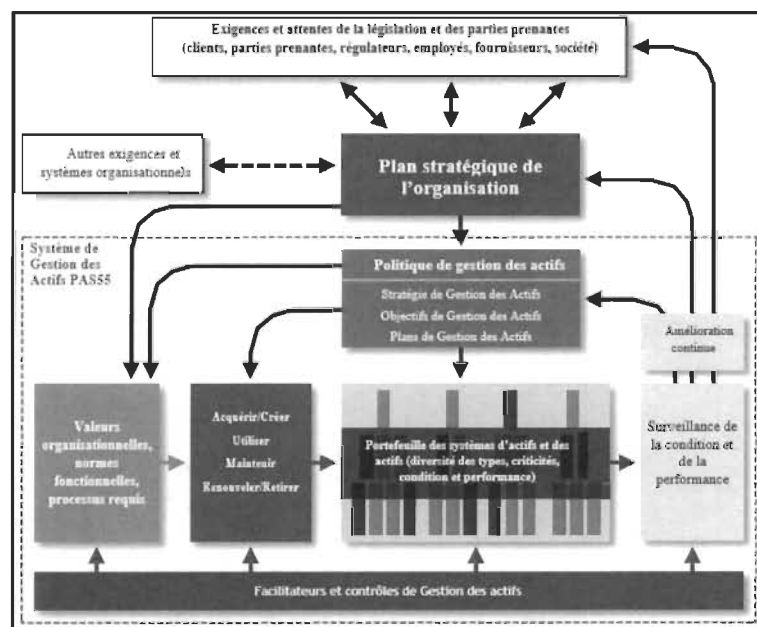 Exigences et attentes de la législation et des parties prenantes
(clients, parties prenantes, régulateurs, employés, fournisseurs, société)
Autres exigences et
systèmes organisationnels
Plan stratégique de
l'organisation
Système de
Gestion des
Actifs PAS55
Politique de gestion des actifs
Stratégie de Gestion des Actifs
Objectifs de Gestion des Actifs
Plans de Gestion des Actifs
Amélioration
continue
Valeurs
organisationnelles,
normes
fonctionnelles,
processus requis
Acquérir/Créer
Utiliser
Maintenir
Renouveler/Retirer
Portefeuille des systèmes d'actifs et des
actifs (diversité des types, criticités,
condition et performance)
Surveillance de
la condition et
de la
performance
Facilitateurs et contrôles de Gestion des actifs